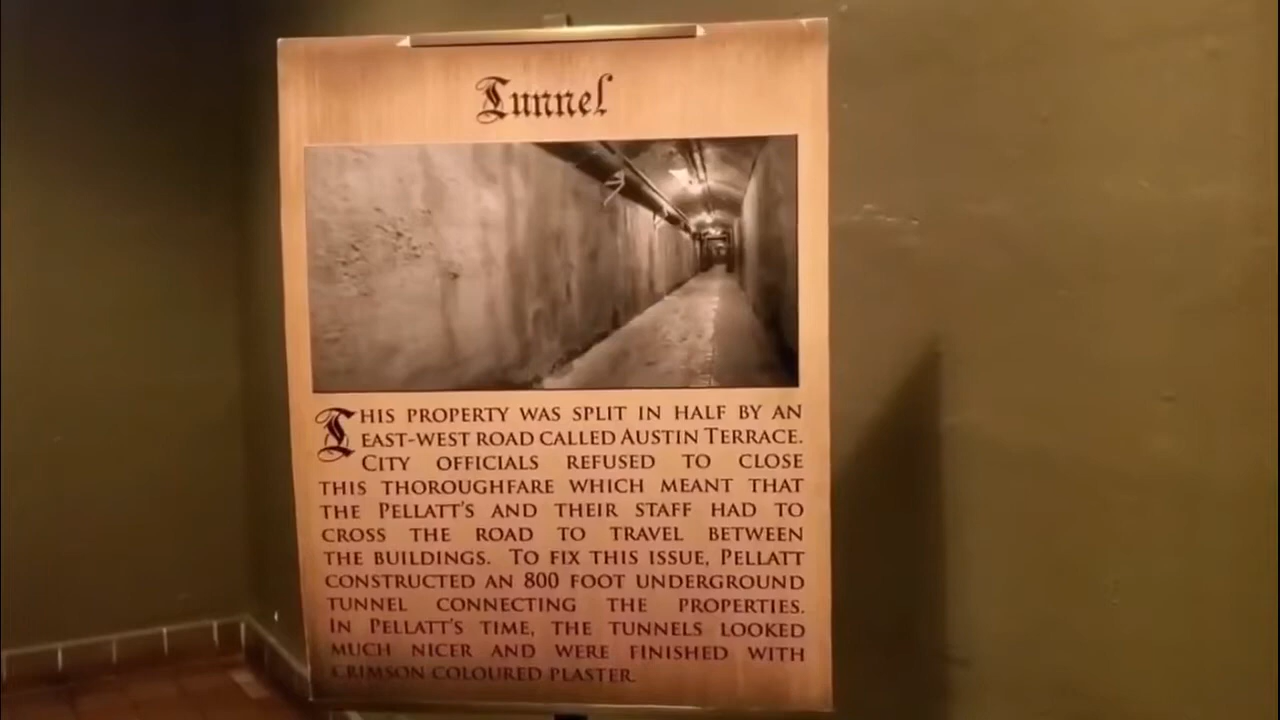 Tunnel
THIS PROPERTY WAS SPLIT IN HALF BY AN
EAST-WEST ROAD CALLED AUSTIN TERRACE.
CITY OFFICIALS REFUSED TO CLOSE
THIS THOROUGHFARE WHICH MEANT THAT
THE PELLATT'S AND THEIR STAFF HAD TO
CROSS THE ROAD TO TRAVEL BETWEEN
THE BUILDINGS. TO FIX THIS ISSUE, PELLATT
CONSTRUCTED AN 800 FOOT UNDERGROUND
TUNNEL CONNECTING THE PROPERTIES.
IN PELLATT'S TIME, THE TUNNELS LOOKED
MUCH NICER AND WERE FINISHED WITH
CRIMSON COLOURED PLASTER.